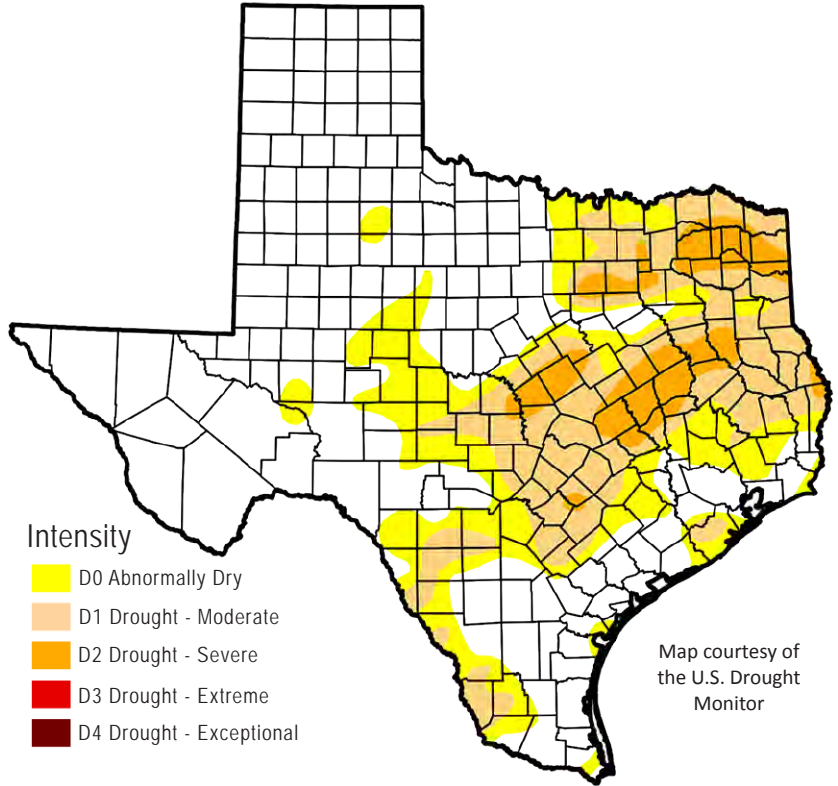 Intensity
D0 Abnormally Dry
D1 Drought - Moderate
D2 Drought - Severe
D3 Drought - Extreme
D4 Drought - Exceptional
Map courtesy of
the U.S. Drought
Monitor